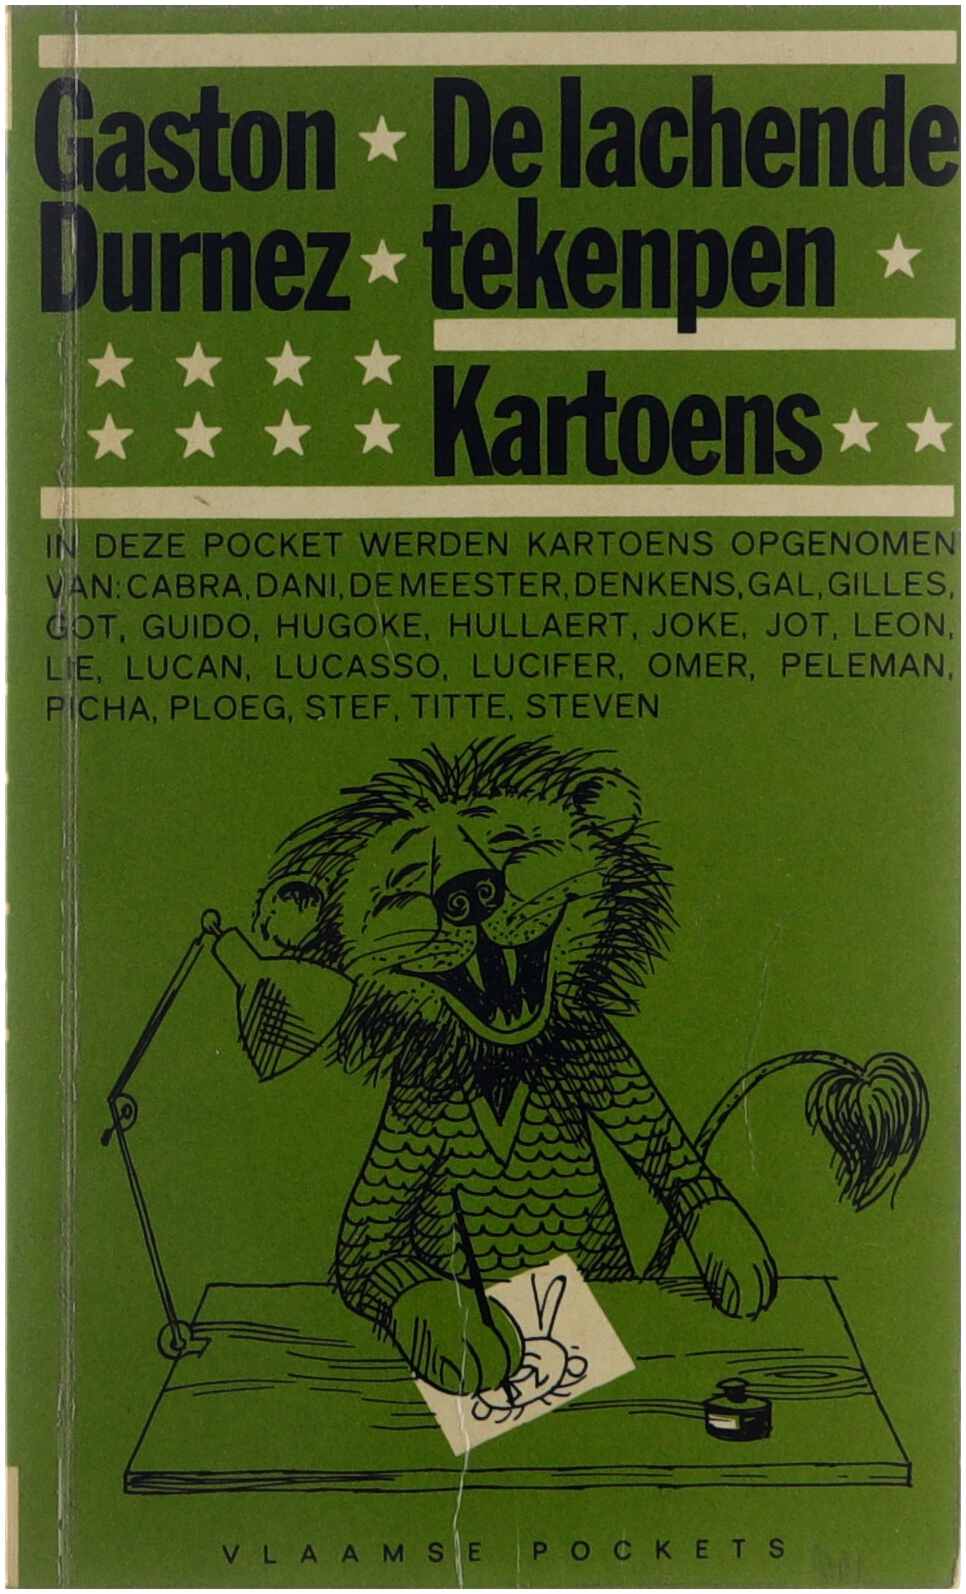 Gaston De lachende
Durnez tekenpen
Kartoens
IN DEZE POCKET WERDEN KARTOENS OPGENOMEN
VAN: CABRA, DANI, DE MEESTER, DENKENS, GAL, GILLES,
GOT, GUIDO, HUGOKE, HULLAERT, JOKE, JOT, LEON,
LIE, LUCAN, LUCASSO, LUCIFER, OMER, PELEMAN,
PICHA, PLOEG, STEF, TITTE, STEVEN
VLAAMSE POCKETS